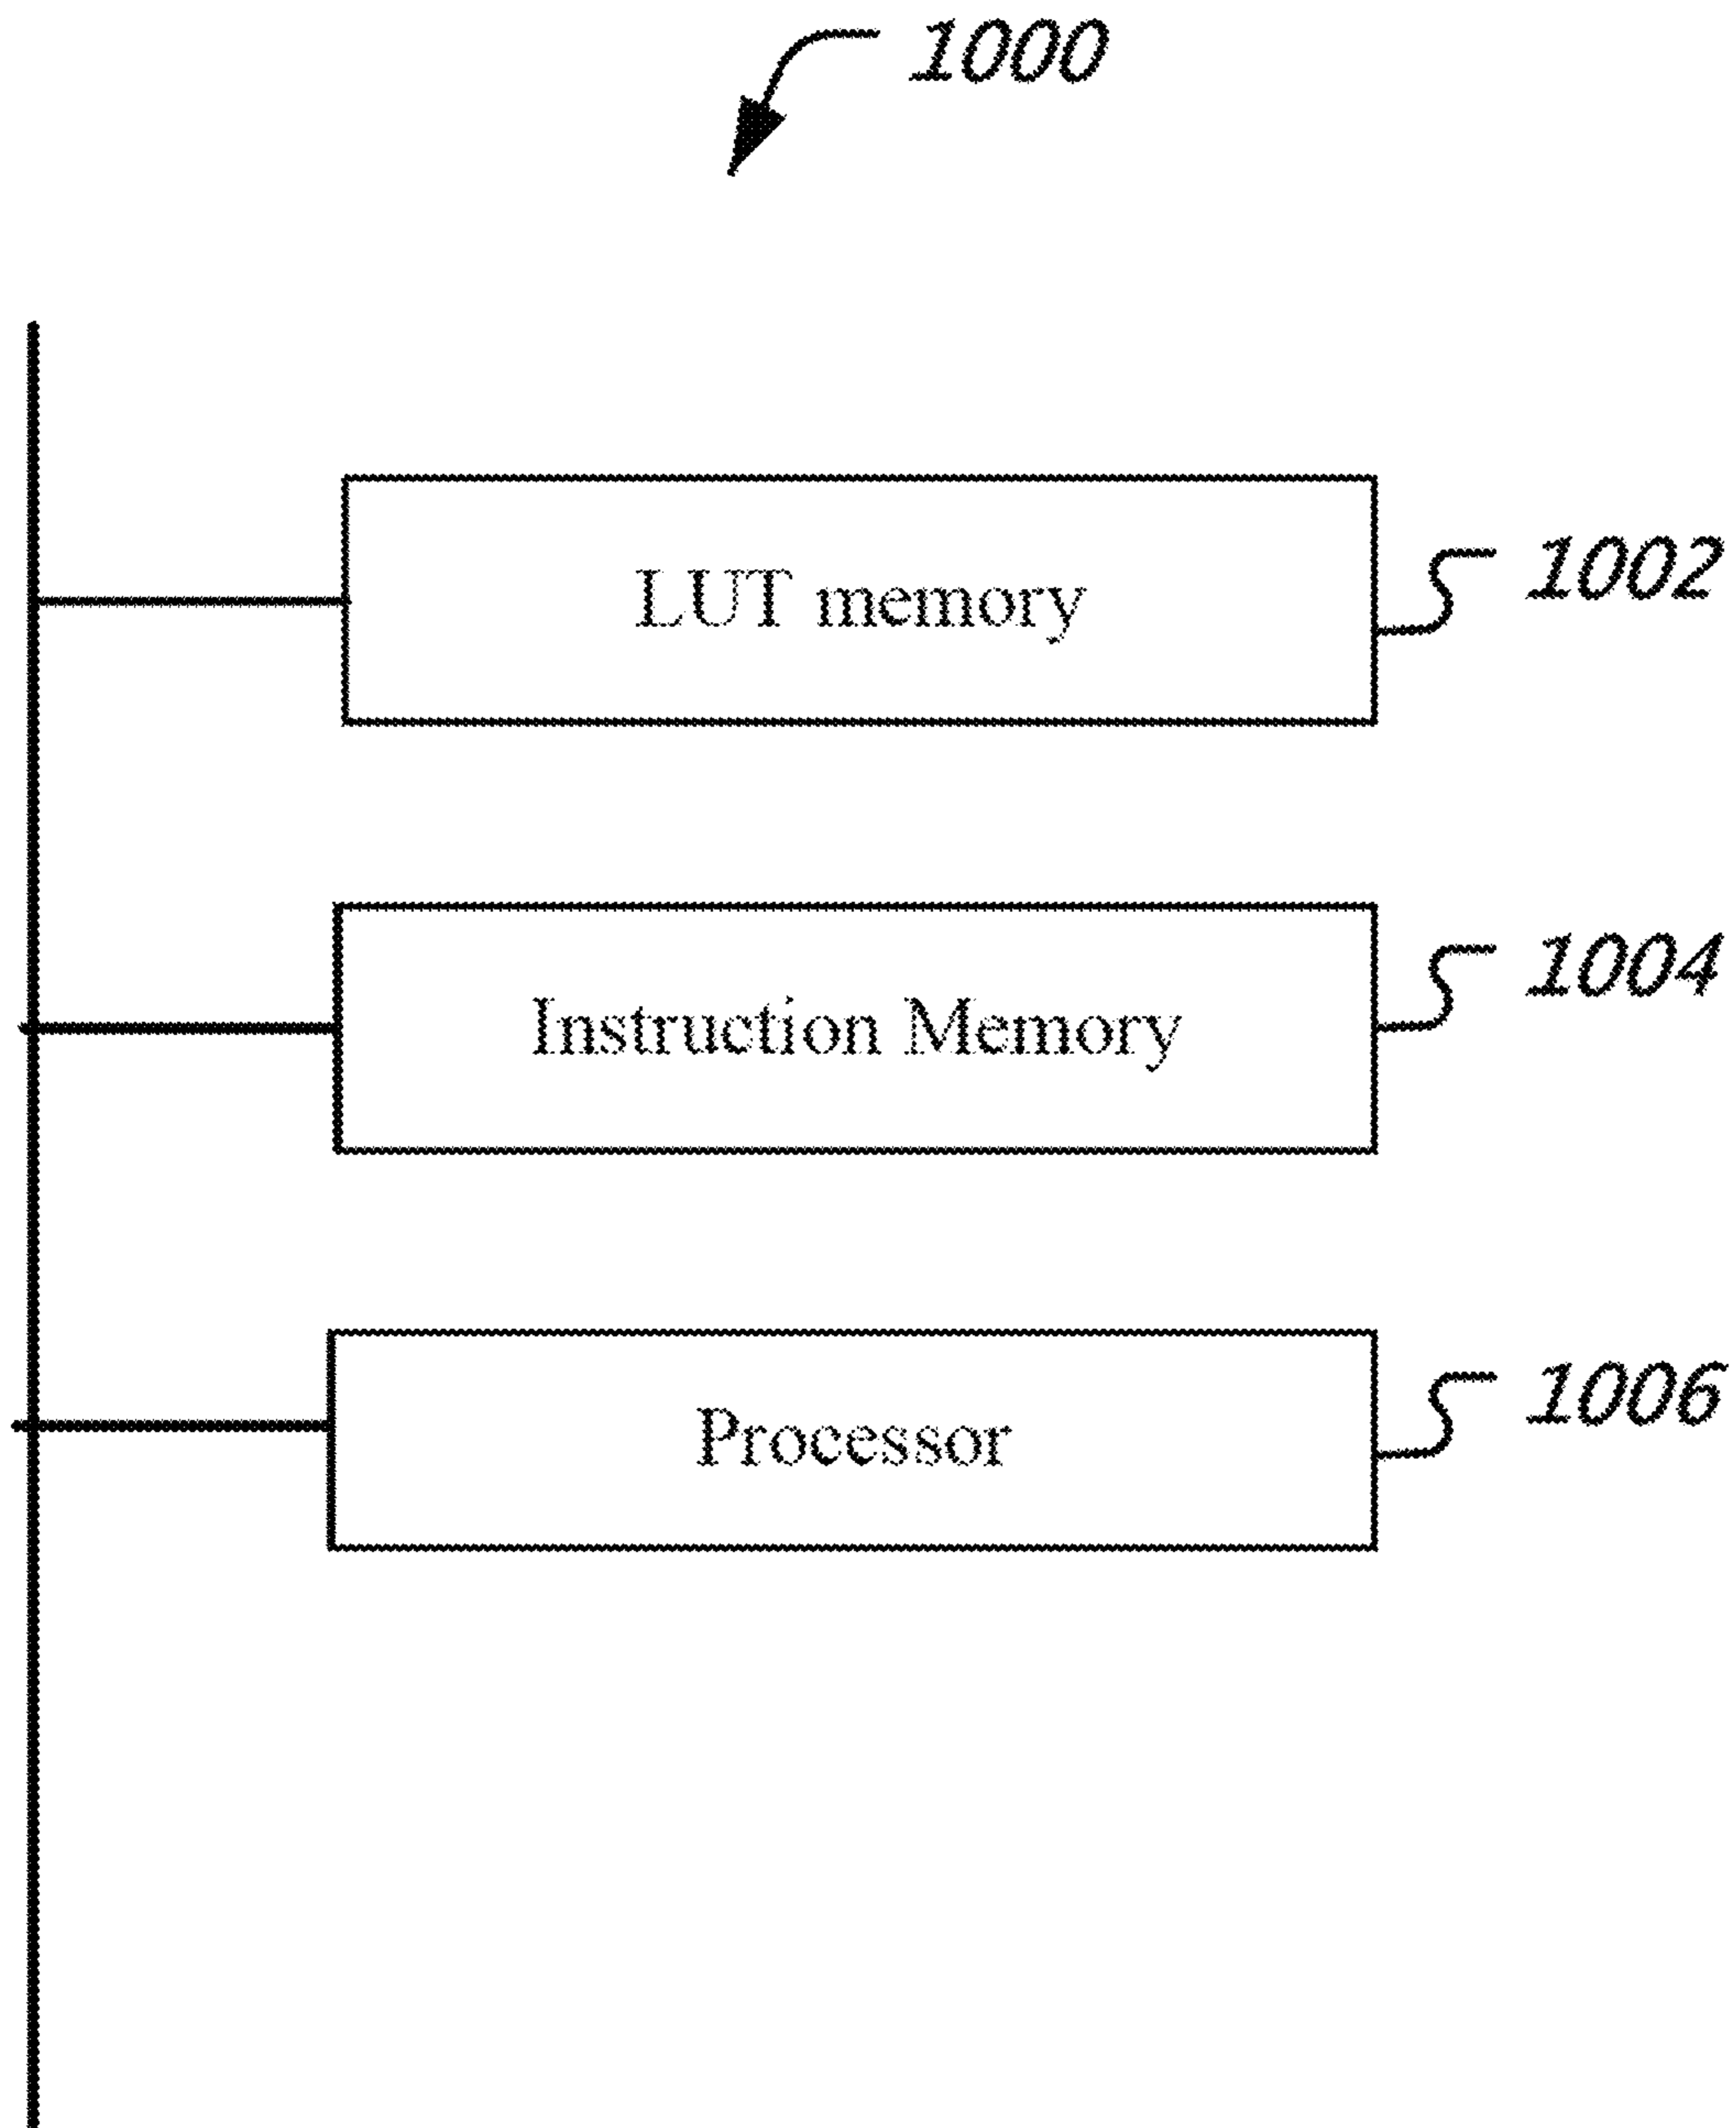 1000
LUT memory
1002
Instruction Memory
1004
Processor
1006